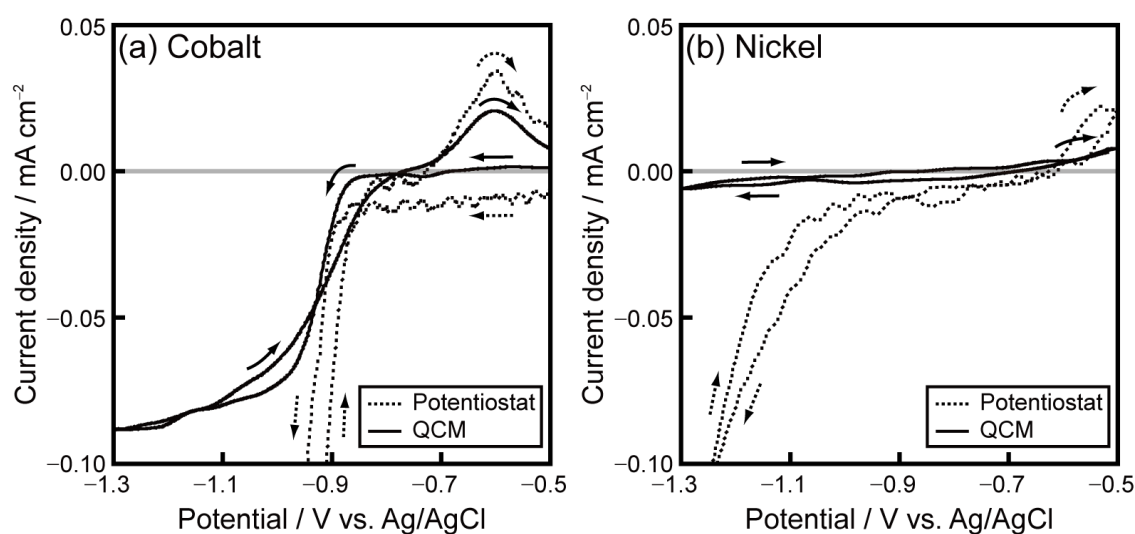 (a) Cobalt
0.05
0.00
−0.05
−0.10
Current density / mA cm⁻²
Potentiostat
QCM
−1.3 −1.1 −0.9 −0.7 −0.5
Potential / V vs. Ag/AgCl
(b) Nickel
0.05
0.00
−0.05
−0.10
Current density / mA cm⁻²
Potentiostat
QCM
−1.3 −1.1 −0.9 −0.7 −0.5
Potential / V vs. Ag/AgCl